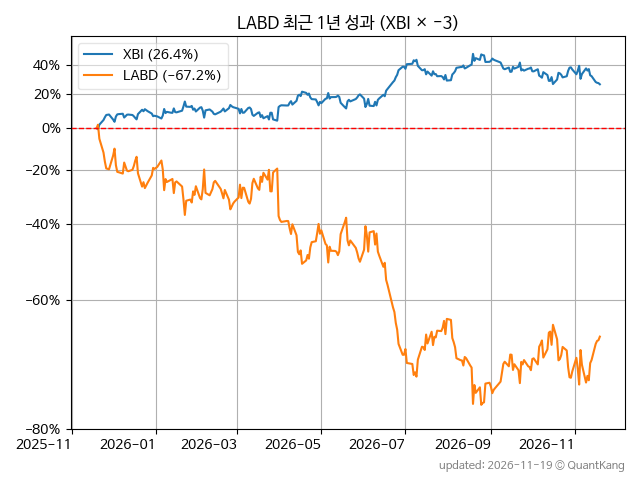 LABD 최근 1년 성과 (XBI × −3)
XBI (26.4%)
LABD (−67.2%)
40%
20%
0%
−20%
−40%
−60%
−80%
2025-11 2026-01 2026-03 2026-05 2026-07 2026-09 2026-11
updated: 2026-11-19 © QuantKang